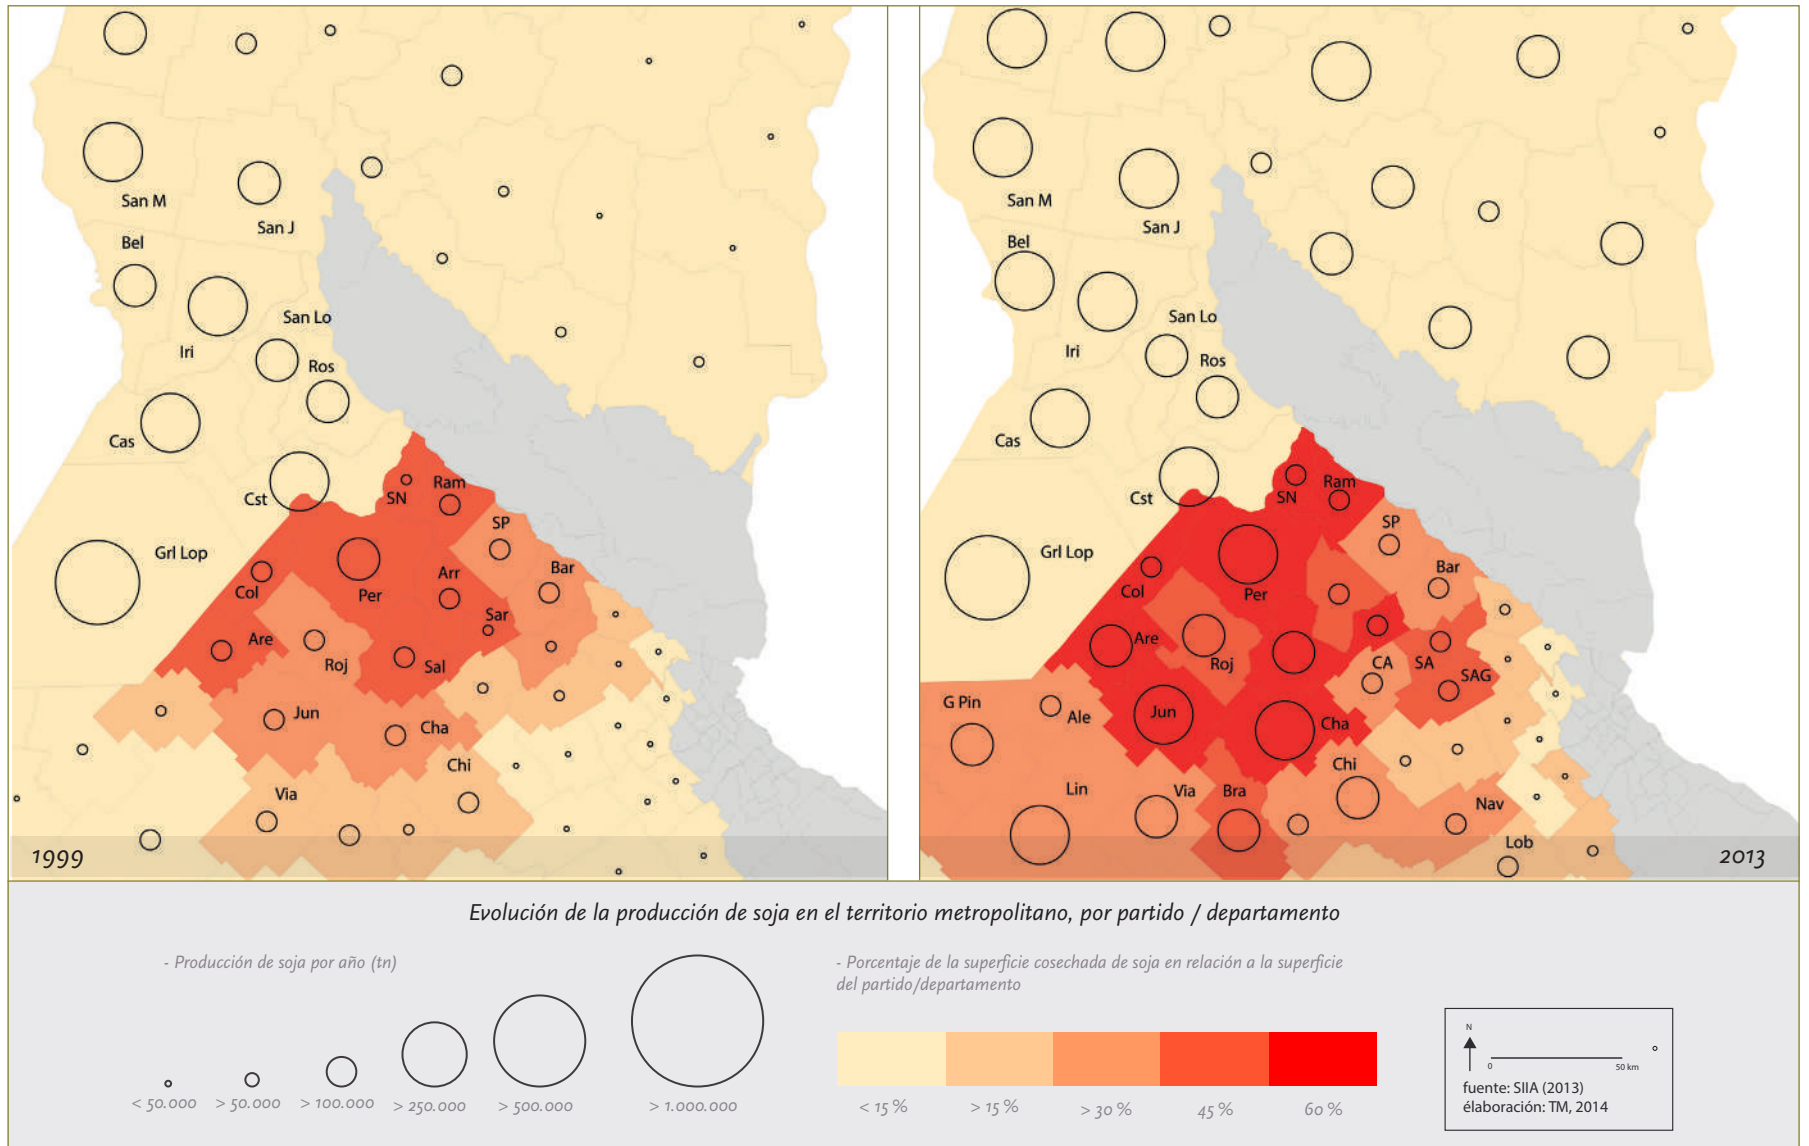 San M
San J
Bel
San Lo
Iri
Ros
Cas
Cst
SN
Ram
SP
Grl Lop
Col
Per
Arr
Bar
Sar
Are
Roj
Sal
Jun
Cha
Chi
Via
1999
San M
San J
Bel
San Lo
Iri
Ros
Cas
Cst
SN
Ram
SP
Grl Lop
Col
Per
Bar
Are
Roj
CA
SA
SAG
G Pin
Ale
Jun
Cha
Chi
Lin
Via
Bra
Nav
Lob
2013
Evolución de la producción de soja en el territorio metropolitano, por partido / departamento
- Producción de soja por año (tn)
< 50.000
> 50.000
> 100.000
> 250.000
> 500.000
> 1.000.000
- Porcentaje de la superficie cosechada de soja en relación a la superficie
del partido/departamento
< 15 %
> 15 %
> 30 %
45 %
60 %
N
0
50 km
fuente: SIIA (2013)
élaboración: TM, 2014